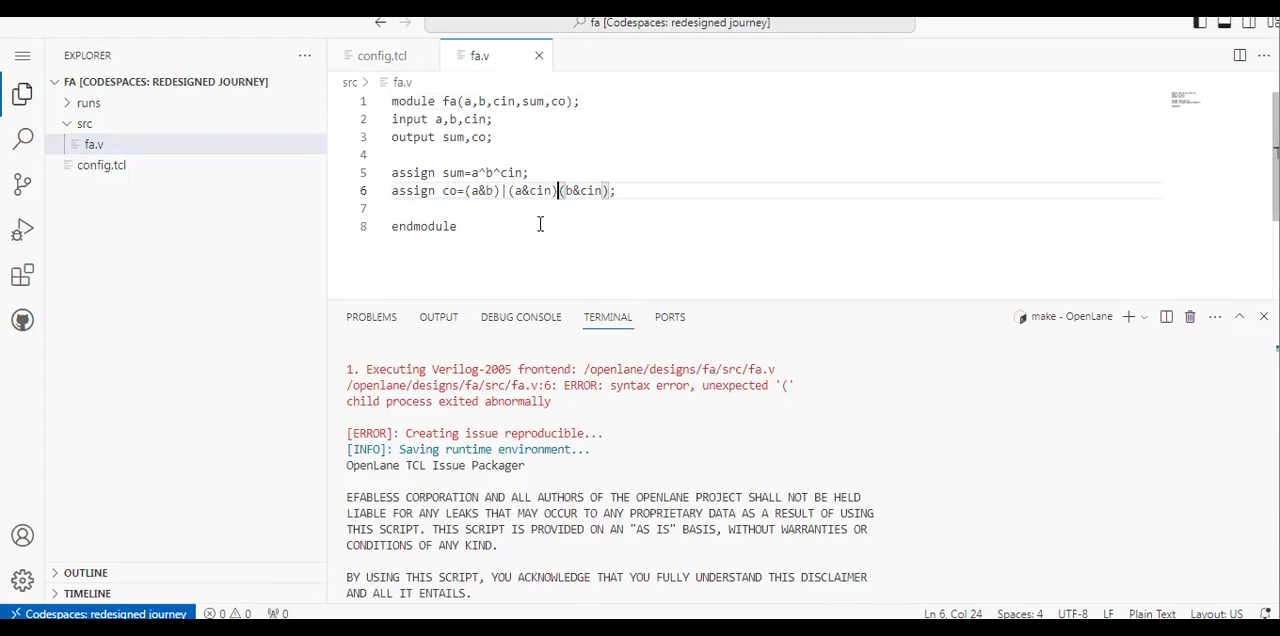 fa [Codespaces: redesigned journey]
EXPLORER
FA [CODESPACES: REDESIGNED JOURNEY]
runs
src
fa.v
config.tcl
config.tcl
fa.v
src > fa.v
1 module fa(a,b,cin,sum,co);
2 input a,b,cin;
3 output sum,co;
4
5 assign sum=a^b^cin;
6 assign co=(a&b)|(a&cin)(b&cin);
7
8 endmodule
PROBLEMS OUTPUT DEBUG CONSOLE TERMINAL PORTS
make - OpenLane
1. Executing Verilog-2005 frontend: /openlane/designs/fa/src/fa.v
/openlane/designs/fa/src/fa.v:6: ERROR: syntax error, unexpected '('
child process exited abnormally
[ERROR]: Creating issue reproducible...
[INFO]: Saving runtime environment...
OpenLane TCL Issue Packager
EFABLESS CORPORATION AND ALL AUTHORS OF THE OPENLANE PROJECT SHALL NOT BE HELD
LIABLE FOR ANY LEAKS THAT MAY OCCUR TO ANY PROPRIETARY DATA AS A RESULT OF USING
THIS SCRIPT. THIS SCRIPT IS PROVIDED ON AN "AS IS" BASIS, WITHOUT WARRANTIES OR
CONDITIONS OF ANY KIND.
BY USING THIS SCRIPT, YOU ACKNOWLEDGE THAT YOU FULLY UNDERSTAND THIS DISCLAIMER
AND ALL IT ENTAILS.
OUTLINE
TIMELINE
Codespaces: redesigned journey 0 0 0 Ln 6, Col 24 Spaces: 4 UTF-8 LF Plain Text Layout: US